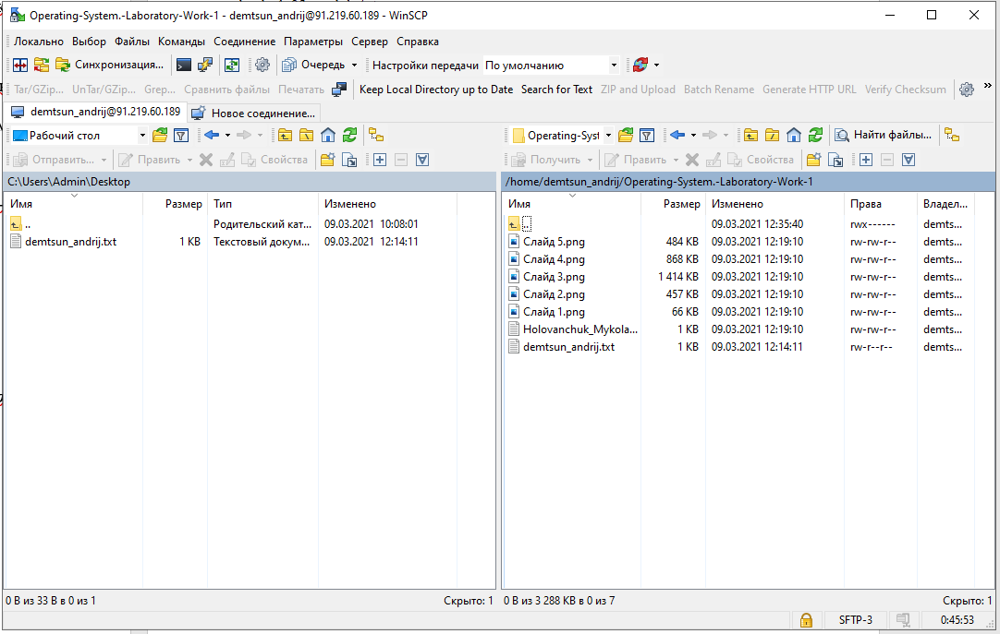 Operating-System.-Laboratory-Work-1 - demtsun_andrij@91.219.60.189 - WinSCP
Локально Выбор Файлы Команды Соединение Параметры Сервер Справка
Синхронизация... Очередь Настройки передачи По умолчанию
Tar/GZip... UnTar/GZip... Grep... Сравнить файлы Печатать Keep Local Directory up to Date Search for Text ZIP and Upload Batch Rename Generate HTTP URL Verify Checksum »
demtsun_andrij@91.219.60.189 Новое соединение...
Рабочий стол
Отправить... Править Свойства
C:\Users\Admin\Desktop
Имя Размер Тип Изменено
.. Родительский кат... 09.03.2021 10:08:01
demtsun_andrij.txt 1 KB Текстовый докум... 09.03.2021 12:14:11
0 B из 33 B в 0 из 1 Скрыто: 1
Operating-Syst Найти файлы...
Получить Править Свойства
/home/demtsun_andrij/Operating-System.-Laboratory-Work-1
Имя Размер Изменено Права Владел...
.. 09.03.2021 12:35:40 rwx------ demts...
Слайд 5.png 484 KB 09.03.2021 12:19:10 rw-rw-r-- demts...
Слайд 4.png 868 KB 09.03.2021 12:19:10 rw-rw-r-- demts...
Слайд 3.png 1 414 KB 09.03.2021 12:19:10 rw-rw-r-- demts...
Слайд 2.png 457 KB 09.03.2021 12:19:10 rw-rw-r-- demts...
Слайд 1.png 66 KB 09.03.2021 12:19:10 rw-rw-r-- demts...
Holovanchuk_Mykola... 1 KB 09.03.2021 12:19:10 rw-rw-r-- demts...
demtsun_andrij.txt 1 KB 09.03.2021 12:14:11 rw-r--r-- demts...
0 B из 3 288 KB в 0 из 7 Скрыто: 1
SFTP-3 0:45:53